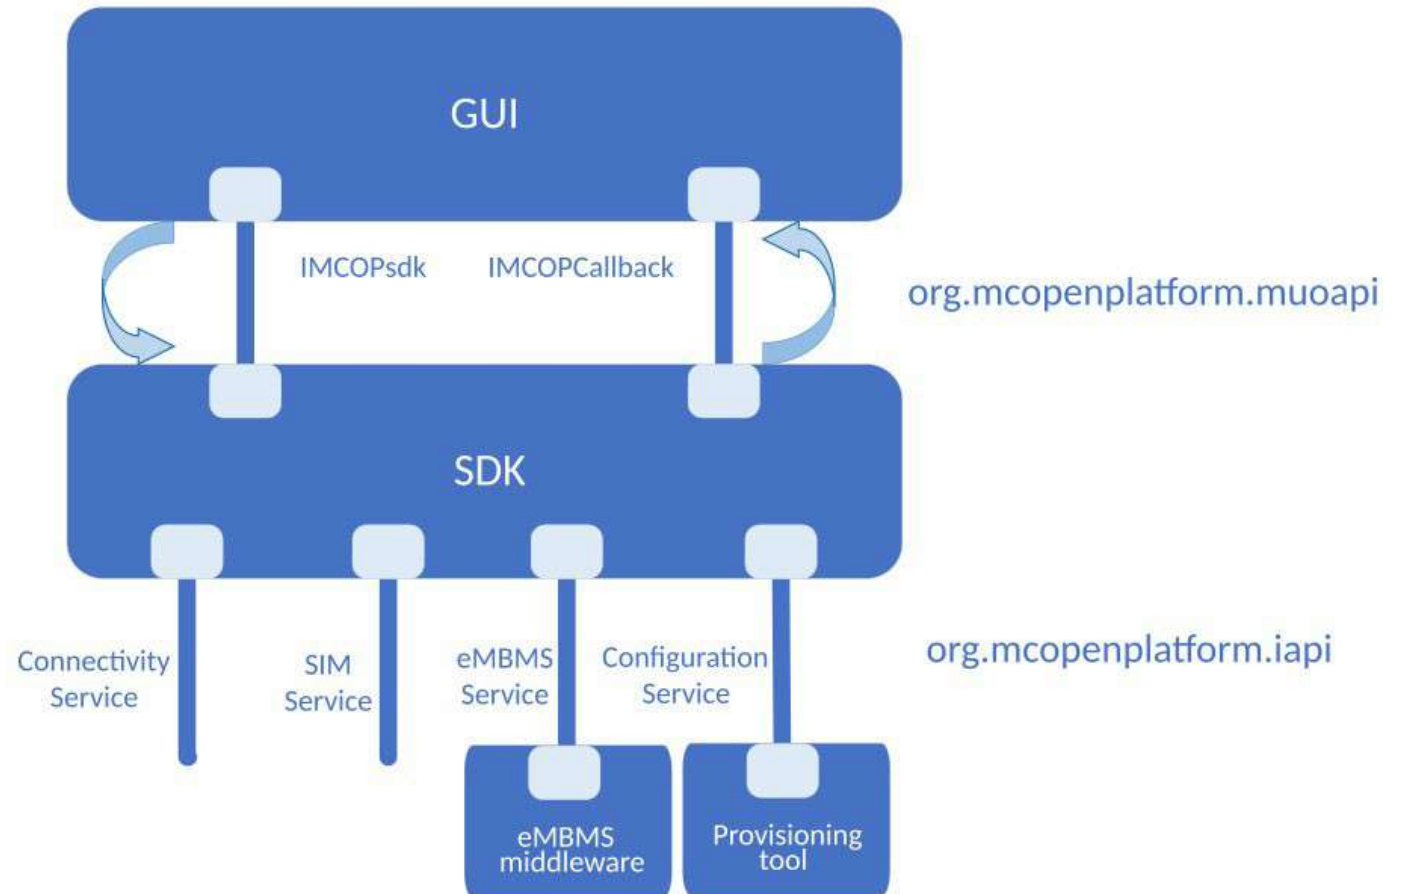 GUI
IMCOPsdk
IMCOPCallback
org.mcopenplatform.muoapi
SDK
Connectivity
Service
SIM
Service
eMBMS
Service
Configuration
Service
org.mcopenplatform.iapi
eMBMS
middleware
Provisioning
tool